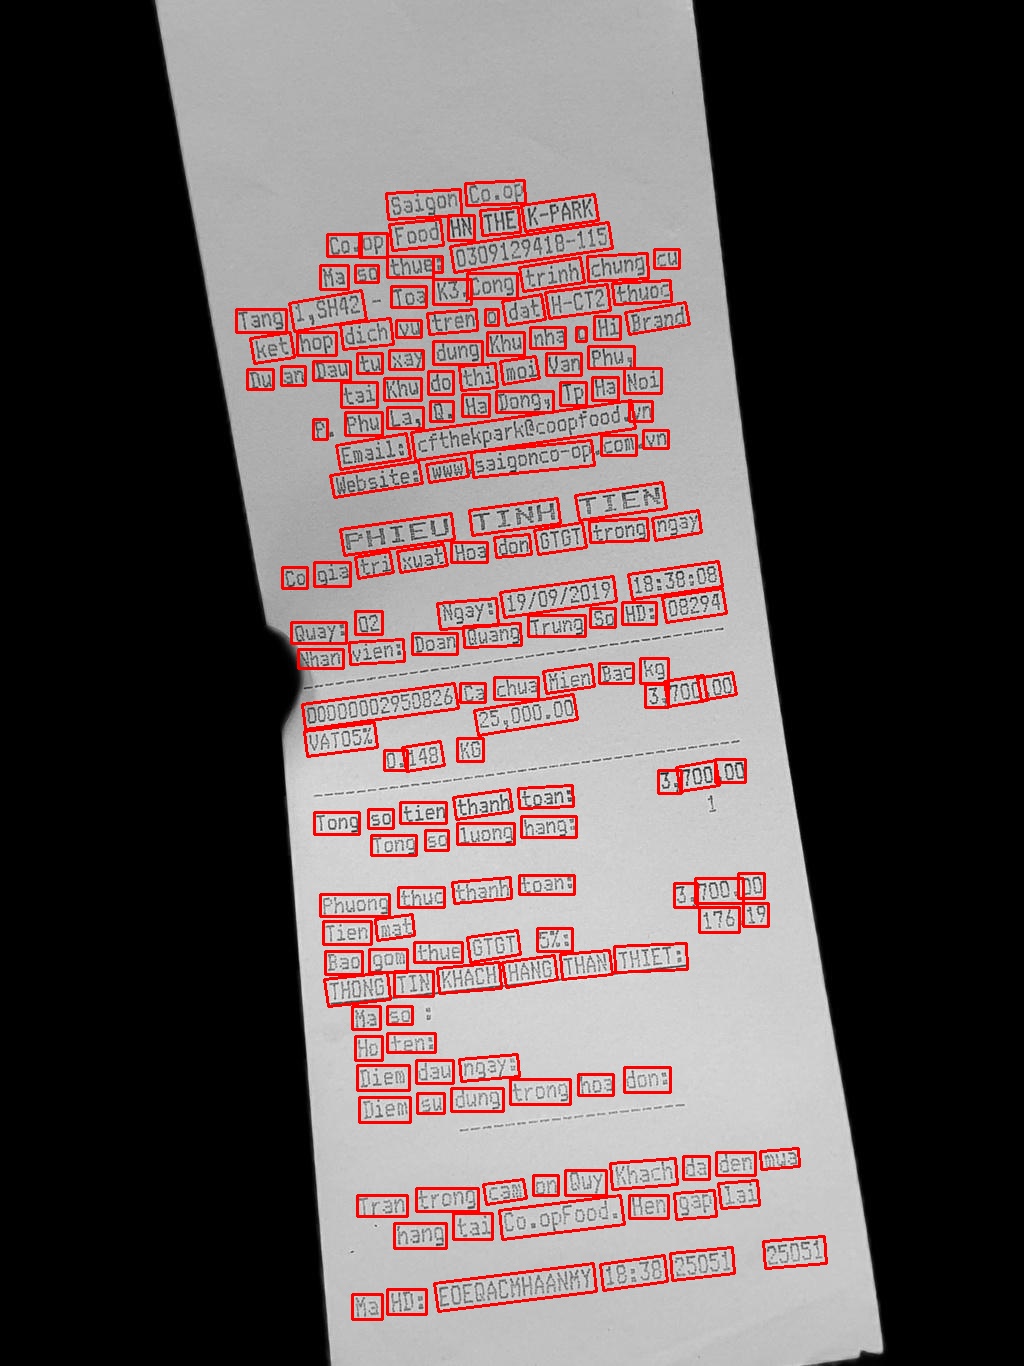 Saigon Co.op
Co.op Food HN THE K-PARK
Ma so thue: 0309129418-115
Tang 1,SH42 - Toa K3,Cong trinh chung cu
ket hop dich vu tren o dat H-CT2 thuoc
Du an Dau tu xay dung Khu nha o Hi Brand
tai Khu do thi moi Van Phu,
P. Phu La, Q. Ha Dong, Tp Ha Noi
Email: cfthekpark@coopfood.vn
Website: www.saigonco-op.com.vn
PHIEU TINH TIEN
Co gia tri xuat Hoa don GTGT trong ngay
Quay: 02 Ngay: 19/09/2019 18:38:08
Nhan vien: Doan Quang Trung So HD: 08294
00000002950826 Ca chua Mien Bac kg
VAT05% 25,000.00 3,700.00
0.148 KG
Tong so tien thanh toan: 3,700.00
Tong so luong hang: 1
Phuong thuc thanh toan:
Tien mat 3,700.00
Bao gom thue GTGT 5%: 176.19
THONG TIN KHACH HANG THAN THIET:
Ma so :
Ho ten:
Diem dau ngay:
Diem su dung trong hoa don:
Tran trong cam on Quy Khach da den mua
hang tai Co.opFood. Hen gap lai
Ma HD: EOEQACMHAANMY 18:38 25051 25051